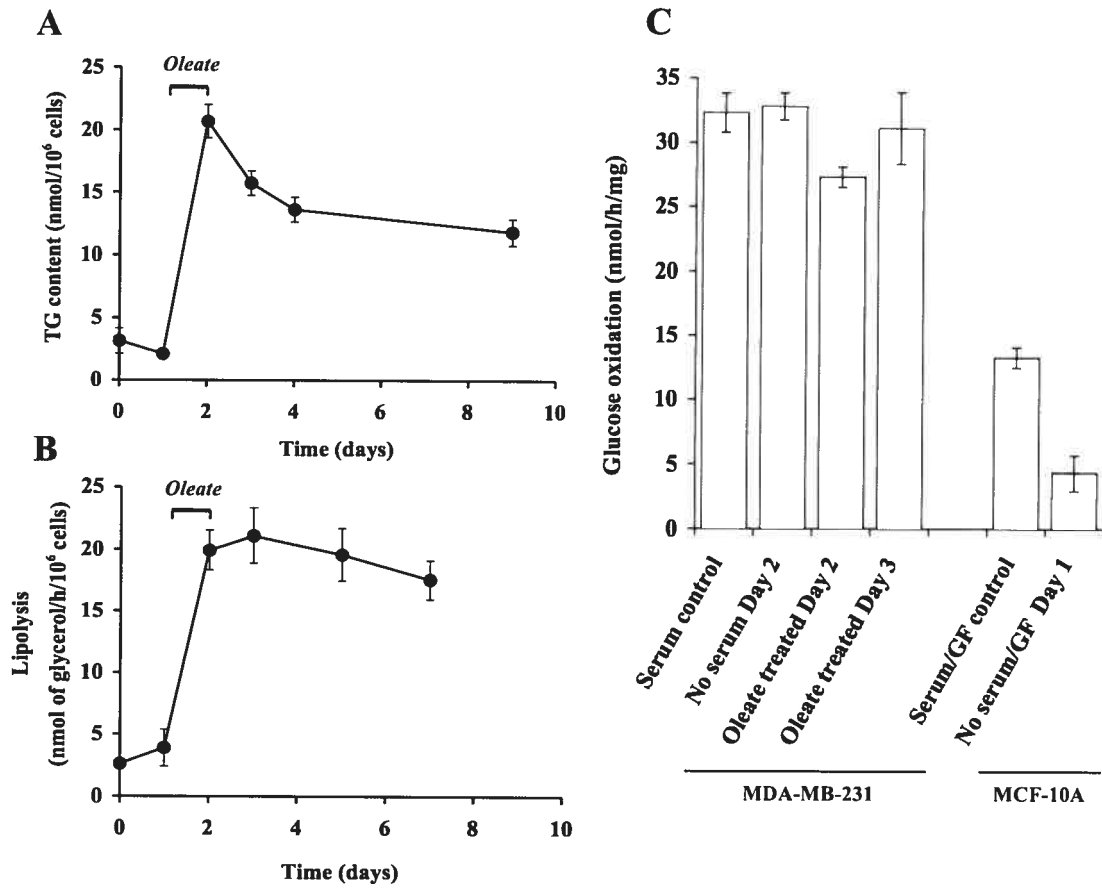 A
Oleate
25
20
15
10
5
0
TG content (nmol/10⁶ cells)
0 2 4 6 8 10
Time (days)
B
Oleate
25
20
15
10
5
0
Lipolysis
(nmol of glycerol/h/10⁶ cells)
0 2 4 6 8 10
Time (days)
C
35
30
25
20
15
10
5
0
Glucose oxidation (nmol/h/mg)
Serum control
No serum Day 2
Oleate treated Day 2
Oleate treated Day 3
Serum/GF control
No serum/GF Day 1
MDA-MB-231
MCF-10A